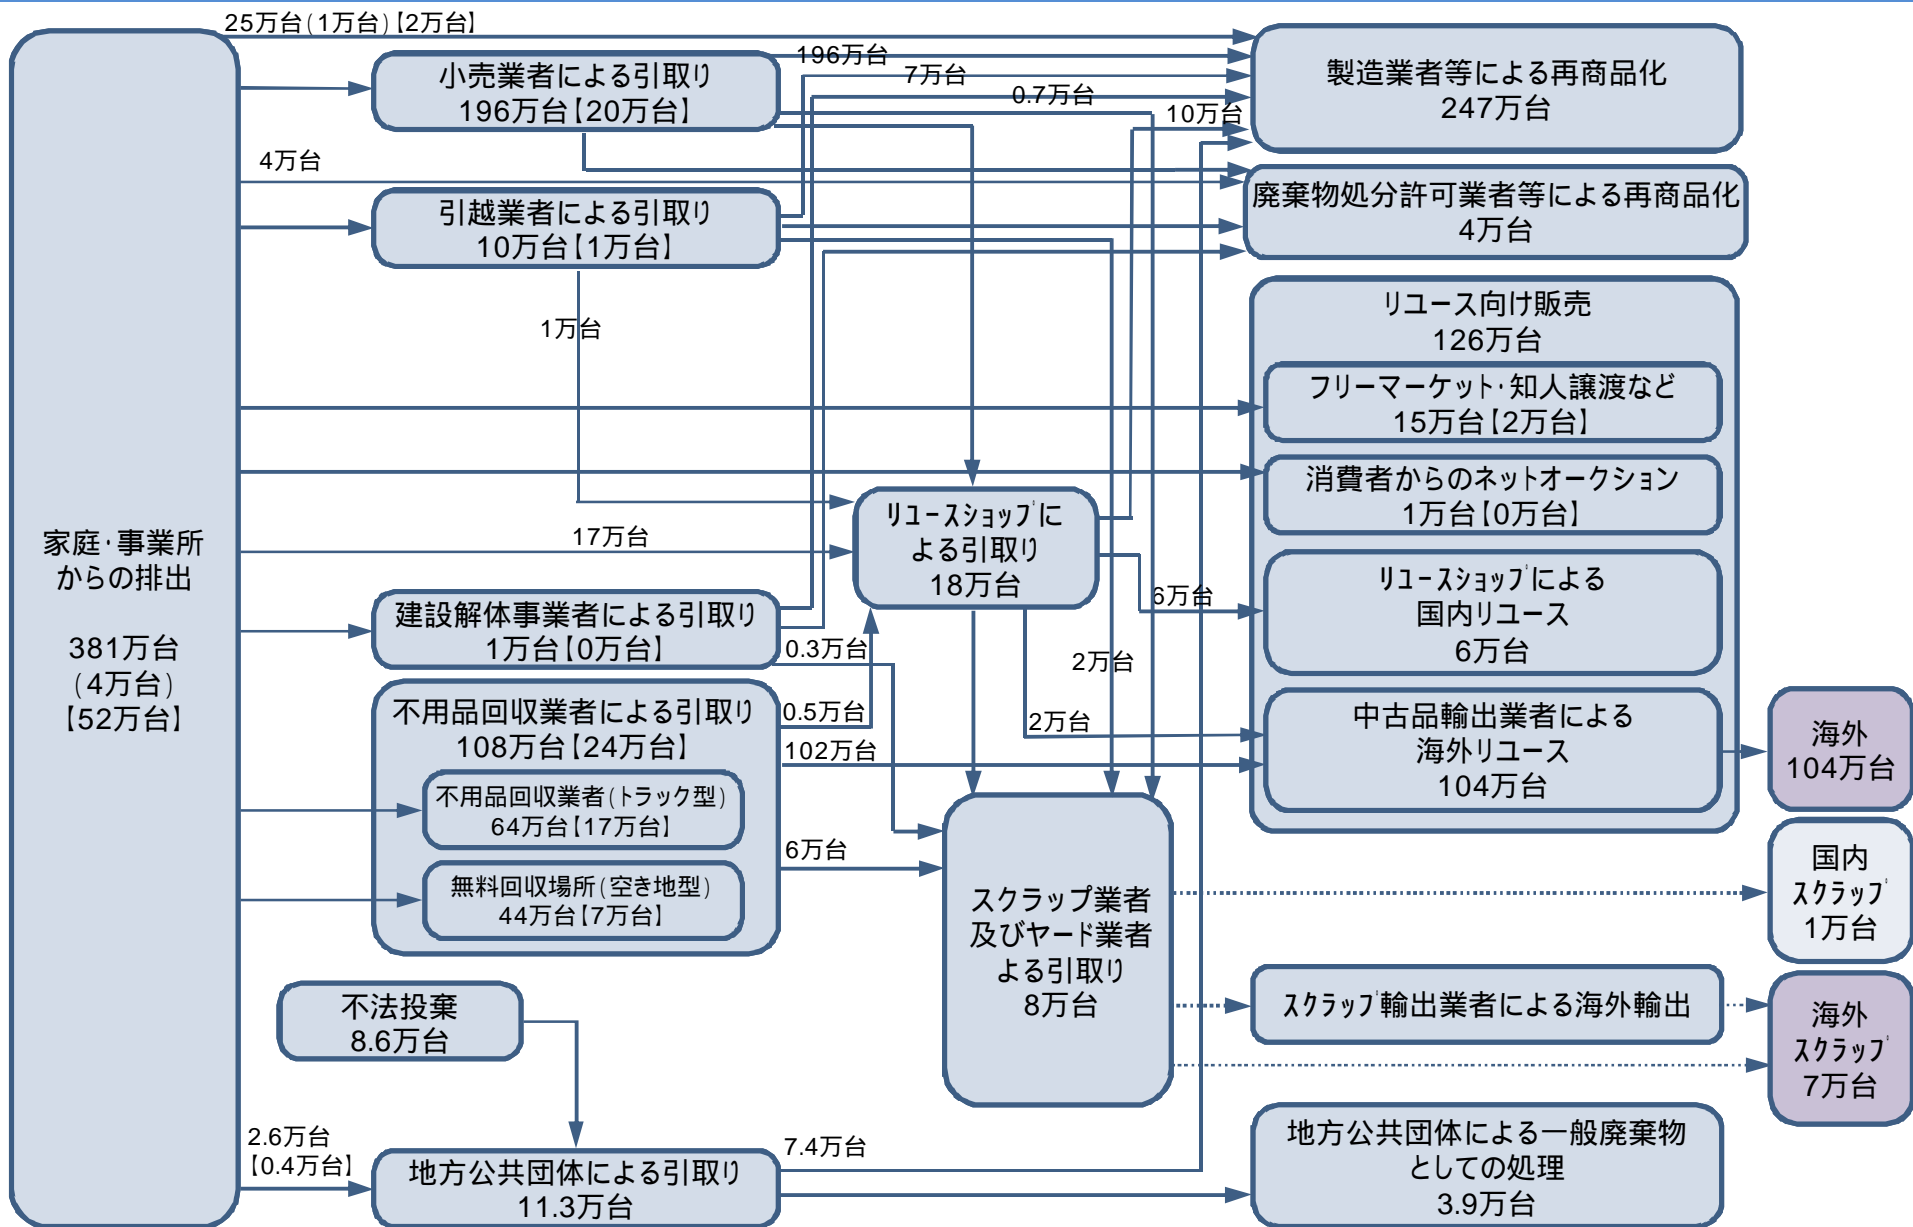 25万台(1万台)【2万台】
家庭・事業所
からの排出
381万台
(4万台)
【52万台】
小売業者による引取り
196万台【20万台】
196万台
7万台
0.7万台
10万台
製造業者等による再商品化
247万台
4万台
引越業者による引取り
10万台【1万台】
廃棄物処分許可業者等による再商品化
4万台
1万台
リユース向け販売
126万台
フリーマーケット・知人譲渡など
15万台【2万台】
消費者からのネットオークション
1万台【0万台】
リユースショップに
よる引取り
18万台
17万台
リユースショップによる
国内リユース
6万台
6万台
建設解体事業者による引取り
1万台【0万台】
0.3万台
2万台
不用品回収業者による引取り
108万台【24万台】
0.5万台
2万台
102万台
中古品輸出業者による
海外リユース
104万台
海外
104万台
不用品回収業者(トラック型)
64万台【17万台】
無料回収場所(空き地型)
44万台【7万台】
6万台
スクラップ業者
及びヤード業者
よる引取り
8万台
国内
スクラップ
1万台
スクラップ輸出業者による海外輸出
海外
スクラップ
7万台
不法投棄
8.6万台
2.6万台
【0.4万台】
地方公共団体による引取り
11.3万台
7.4万台
地方公共団体による一般廃棄物
としての処理
3.9万台